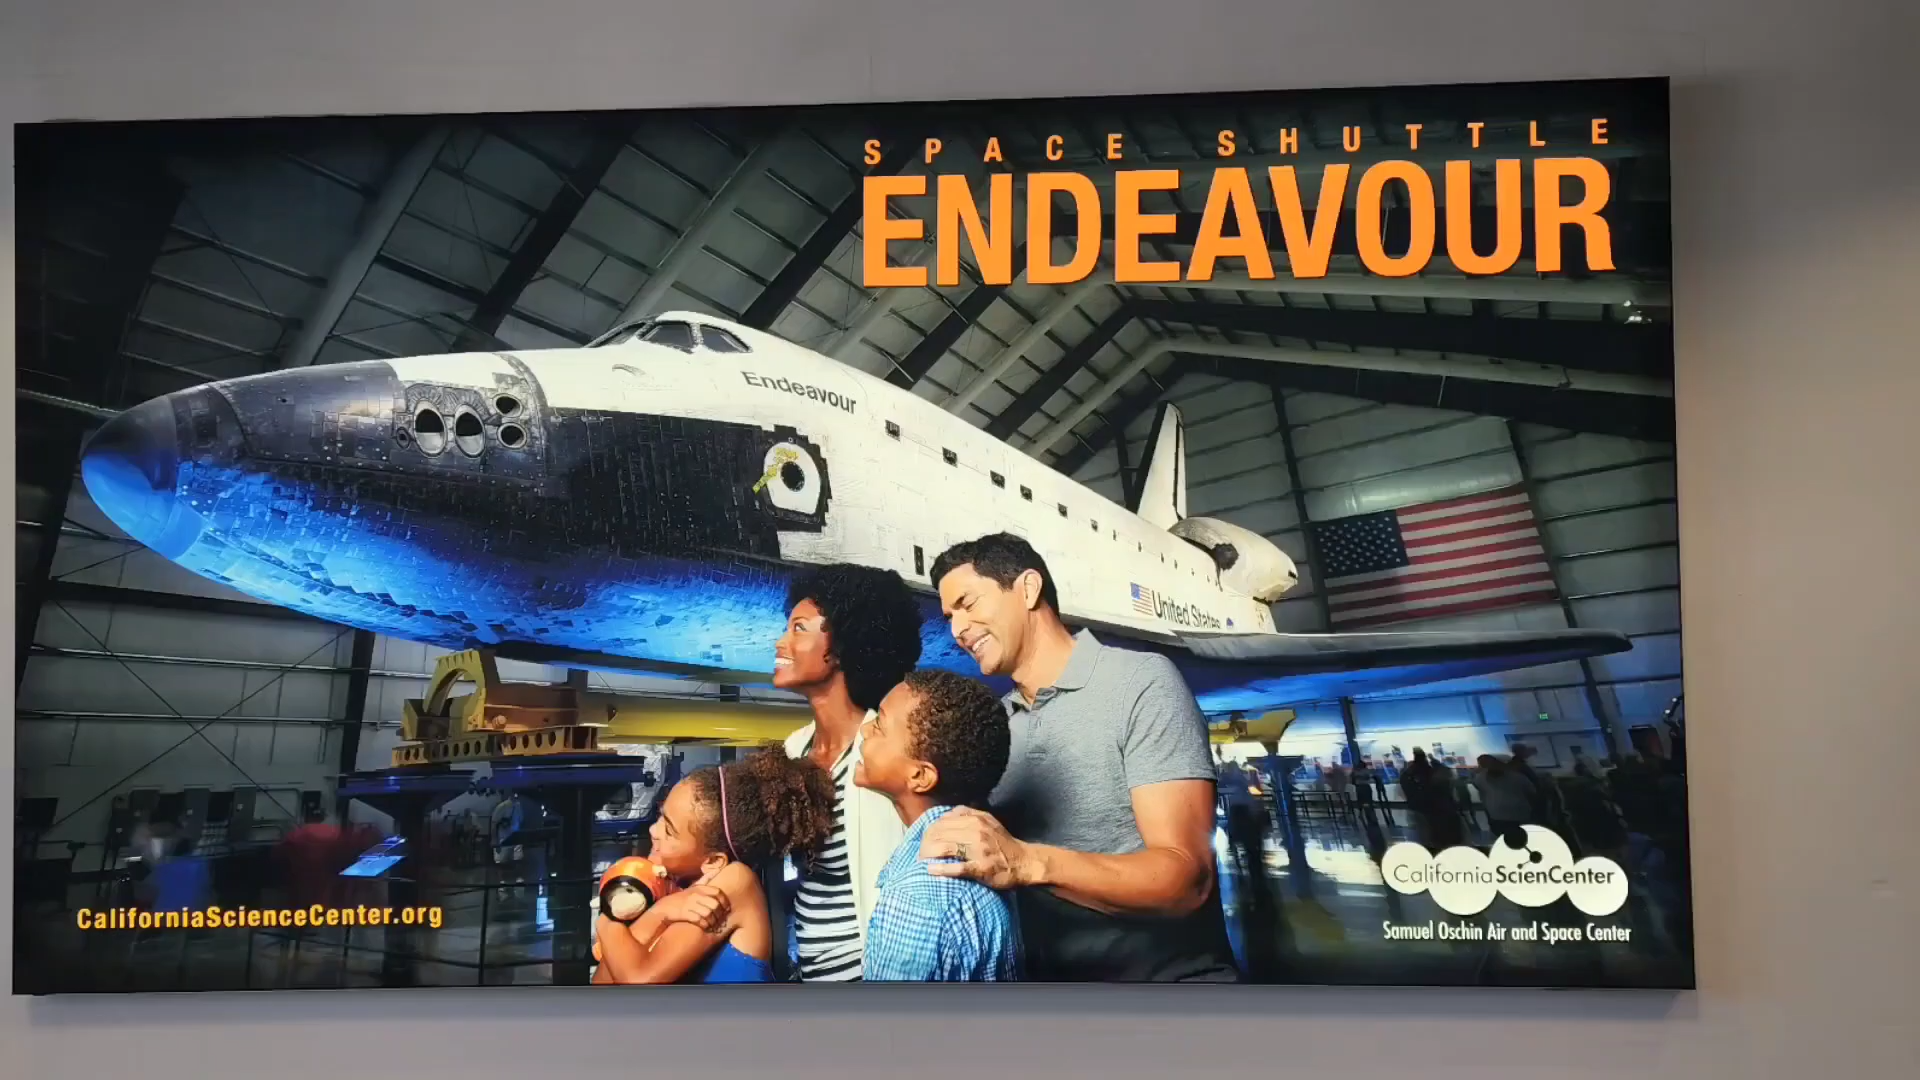 SPACE SHUTTLE
ENDEAVOUR
Endeavour
United States
CaliforniaScienceCenter.org
California ScienCenter
Samuel Oschin Air and Space Center